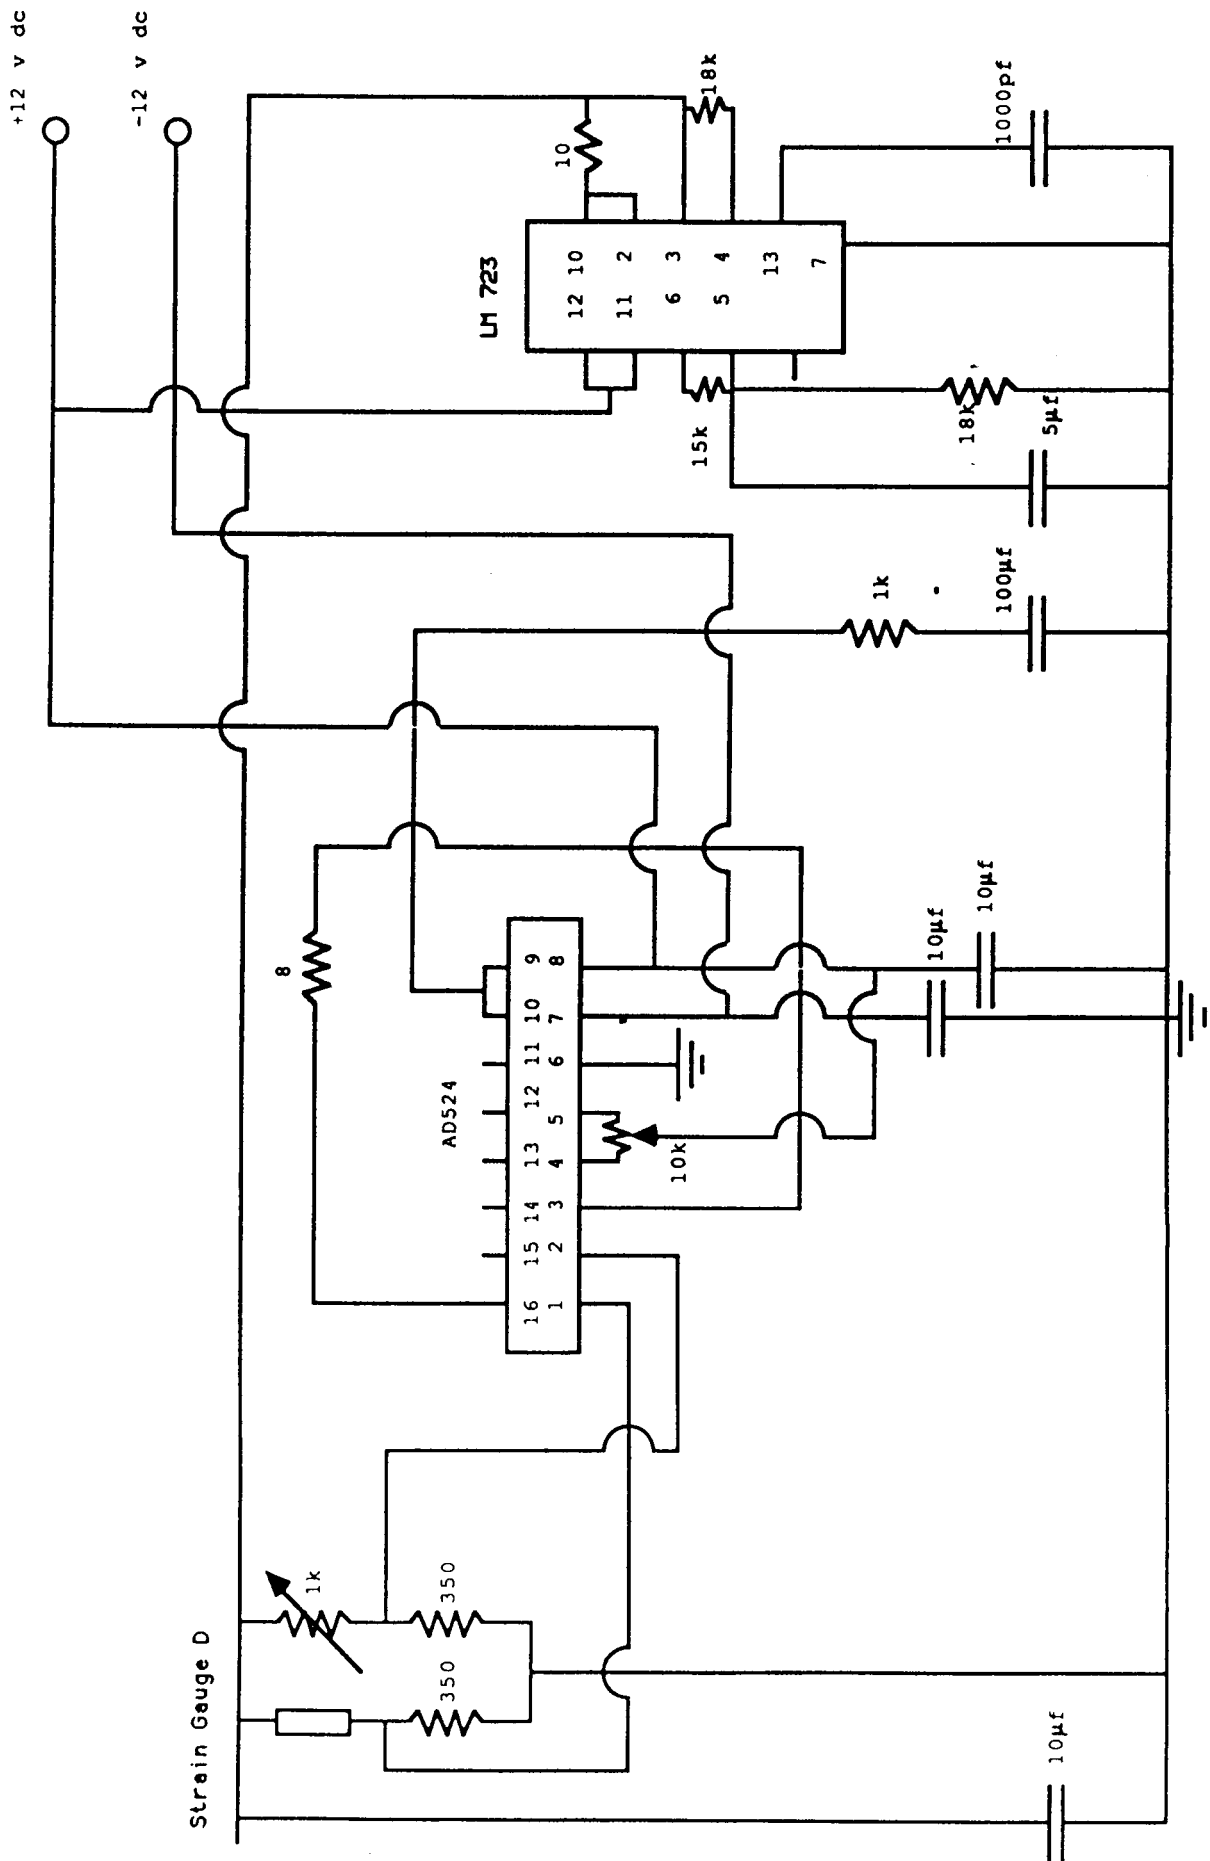 +12 v dc
-12 v dc
Strain Gauge D
1k
350
350
10µf
8
AD524
16 15 14 13 12 11 10 9
1 2 3 4 5 6 7 8
10k
10µf
10µf
1k
100µf
LM 723
12 11 6 5
10 2 3 4 13 7
10
18k
15k
18k
5µf
1000pf